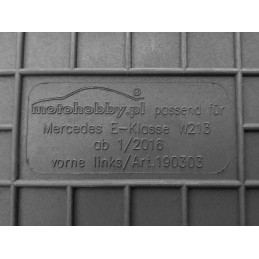 motohobby.pl passend für
Mercedes E-Klasse W213
ab 1/2016
vorne links/Art.190303